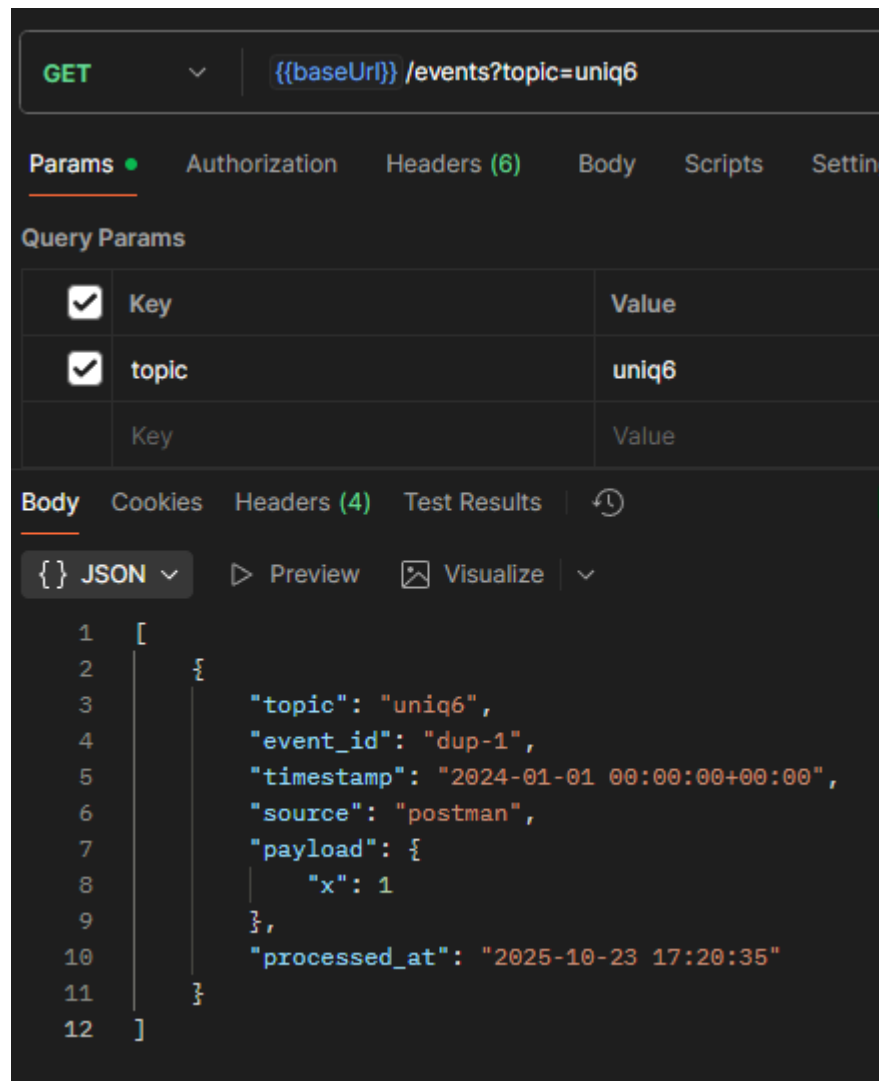 GET {{baseUrl}} /events?topic=uniq6
Params Authorization Headers (6) Body Scripts Settin
Query Params
Key Value
topic uniq6
Key Value
Body Cookies Headers (4) Test Results
{} JSON Preview Visualize
1 [
2 {
3 "topic": "uniq6",
4 "event_id": "dup-1",
5 "timestamp": "2024-01-01 00:00:00+00:00",
6 "source": "postman",
7 "payload": {
8 "x": 1
9 },
10 "processed_at": "2025-10-23 17:20:35"
11 }
12 ]